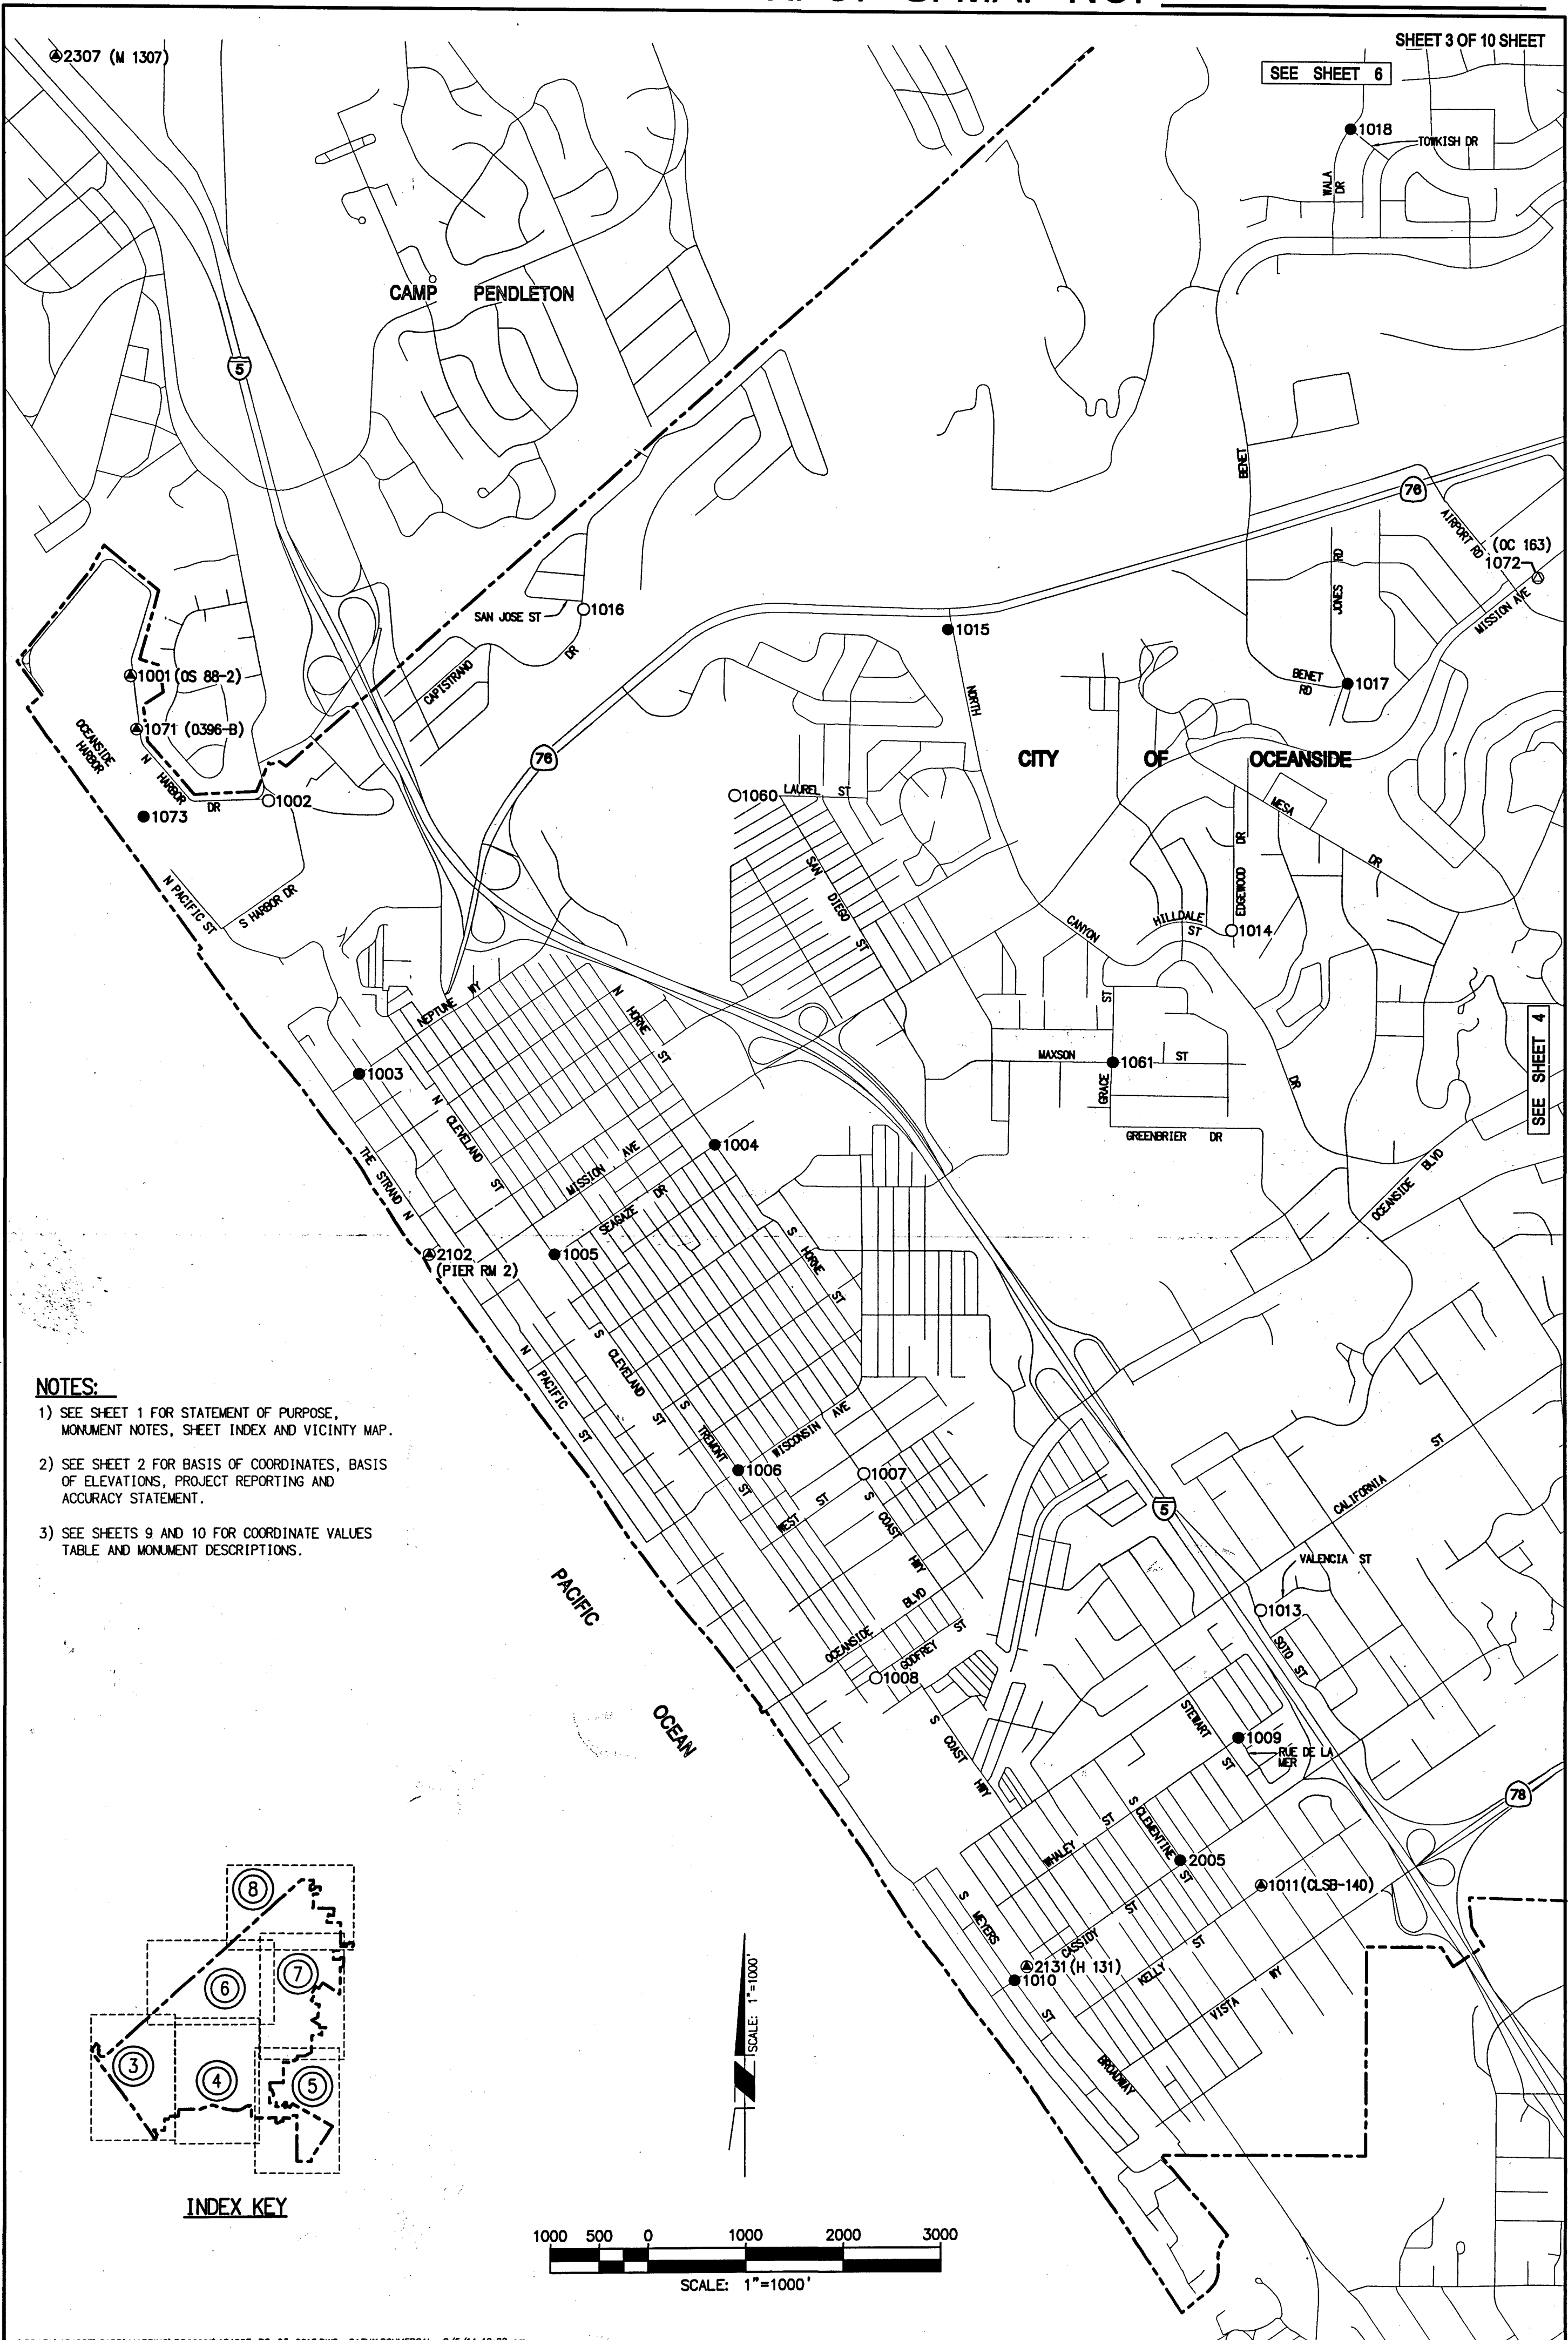 SHEET 3 OF 10 SHEET
SEE SHEET 6
2307 (M 1307)
1018
TOWKISH DR
WALA DR
CAMP PENDLETON
5
BENET
76
AIRPORT RD
(OC 163)
1072
MISSION AVE
JONES RD
SAN JOSE ST
1016
1015
CAPISTRANO DR
NORTH
BENET RD
1017
1001 (OS 88-2)
1071 (0396-B)
OCEANSIDE HARBOR
N HARBOR DR
1002
1073
76
CITY OF OCEANSIDE
1060
LAUREL ST
MESA DR
SAN DIEGO ST
EDGEWOOD DR
HILLDALE ST
1014
CANYON DR
N PACIFIC ST
S HARBOR DR
NEPTUNE WY
N HORNE ST
SEE SHEET 4
MAXSON ST
1061
GRACE ST
1003
N CLEVELAND ST
GREENBRIER DR
1004
THE STRAND N
MISSION AVE
SEAGAZE DR
OCEANSIDE BLVD
S HORNE ST
2102
(PIER RM 2)
1005
N PACIFIC ST
S CLEVELAND ST
S TREMONT ST
WISCONSIN AVE
1006
1007
WEST ST
S COAST HWY
NOTES:
1) SEE SHEET 1 FOR STATEMENT OF PURPOSE,
MONUMENT NOTES, SHEET INDEX AND VICINTY MAP.
2) SEE SHEET 2 FOR BASIS OF COORDINATES, BASIS
OF ELEVATIONS, PROJECT REPORTING AND
ACCURACY STATEMENT.
3) SEE SHEETS 9 AND 10 FOR COORDINATE VALUES
TABLE AND MONUMENT DESCRIPTIONS.
5
CALIFORNIA ST
VALENCIA ST
1013
SOTO ST
PACIFIC
OCEAN
OCEANSIDE BLVD
GODFREY ST
1008
S COAST HWY
STEWART ST
1009
RUE DE LA MER
78
WHALEY ST
S CLEMENTINE ST
2005
1011 (CLSB-140)
S MEYERS ST
CASSIDY ST
2131 (H 131)
1010
KELLY ST
VISTA WY
BROADWAY
8
7
6
3
4
5
INDEX KEY
SCALE: 1"=1000'
1000 500 0 1000 2000 3000
SCALE: 1"=1000'